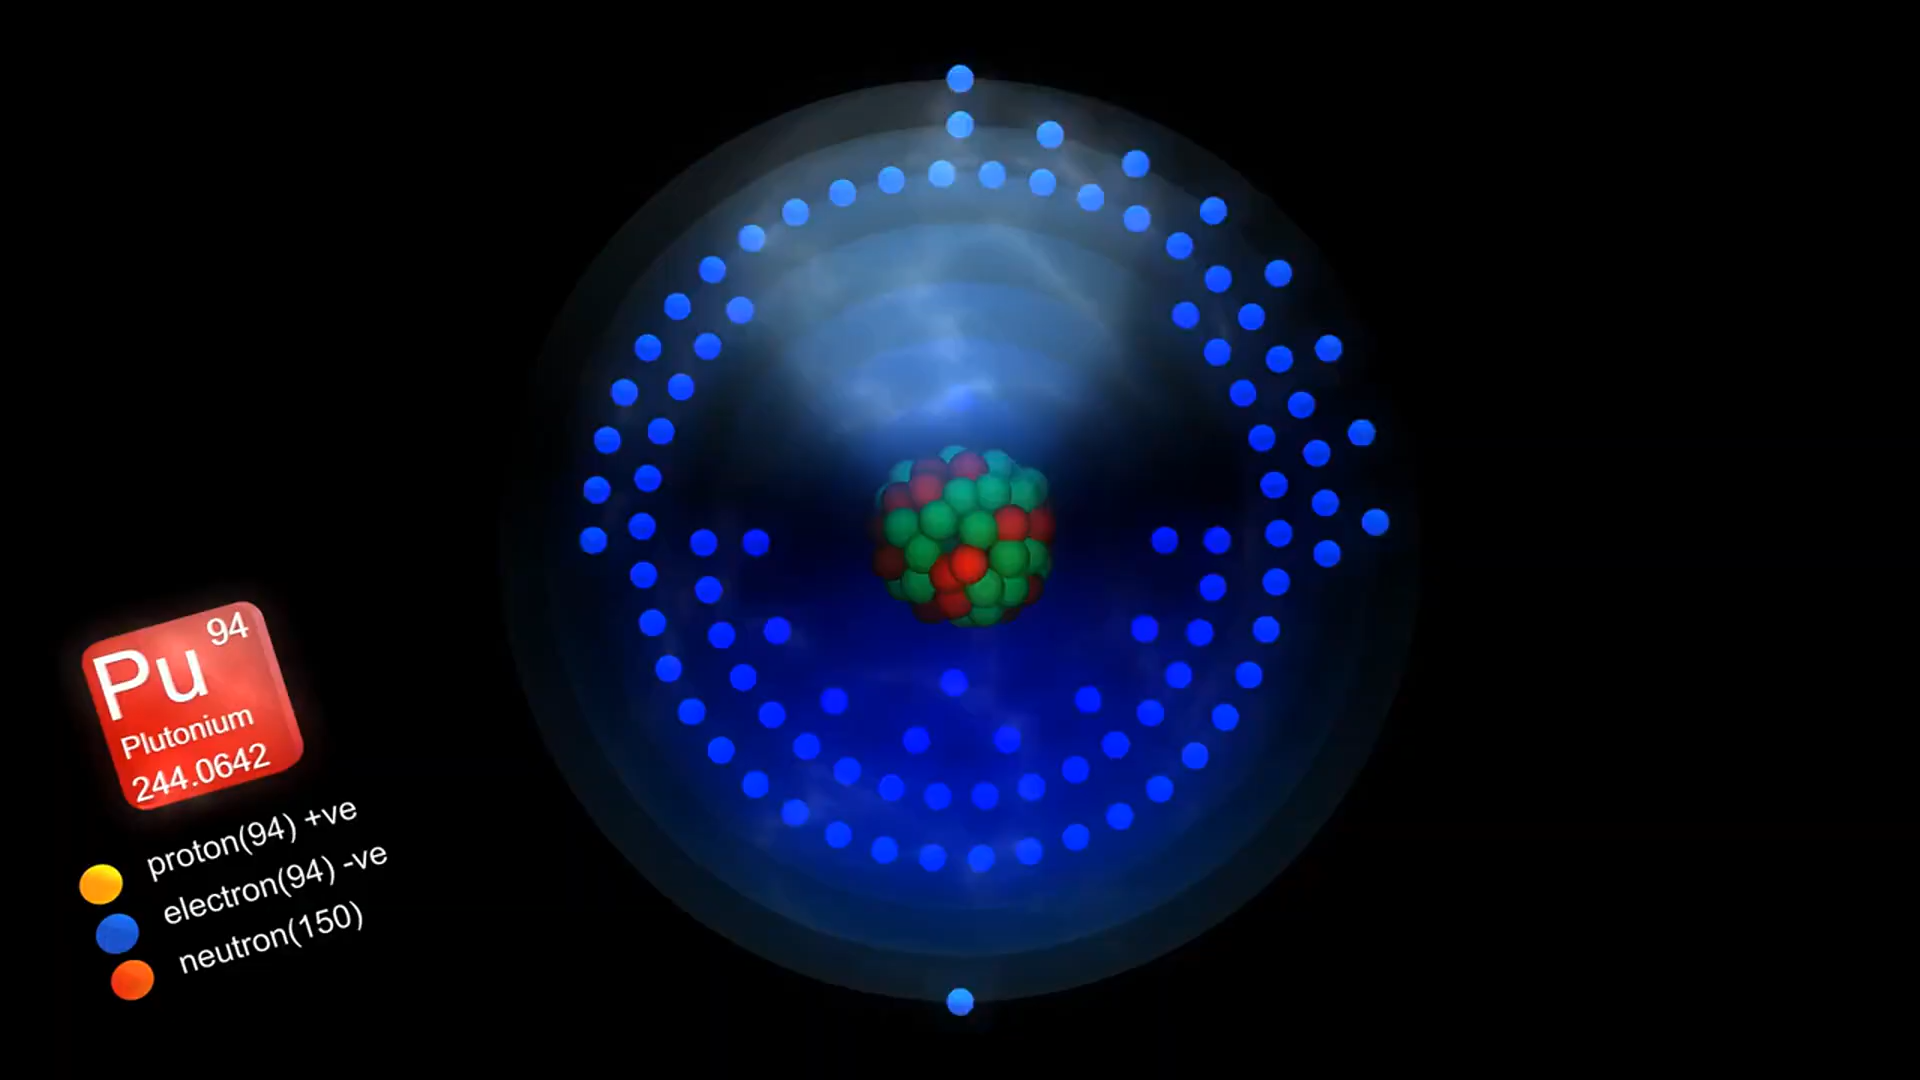 94
Pu
Plutonium
244.0642
proton(94) +ve
electron(94) -ve
neutron(150)